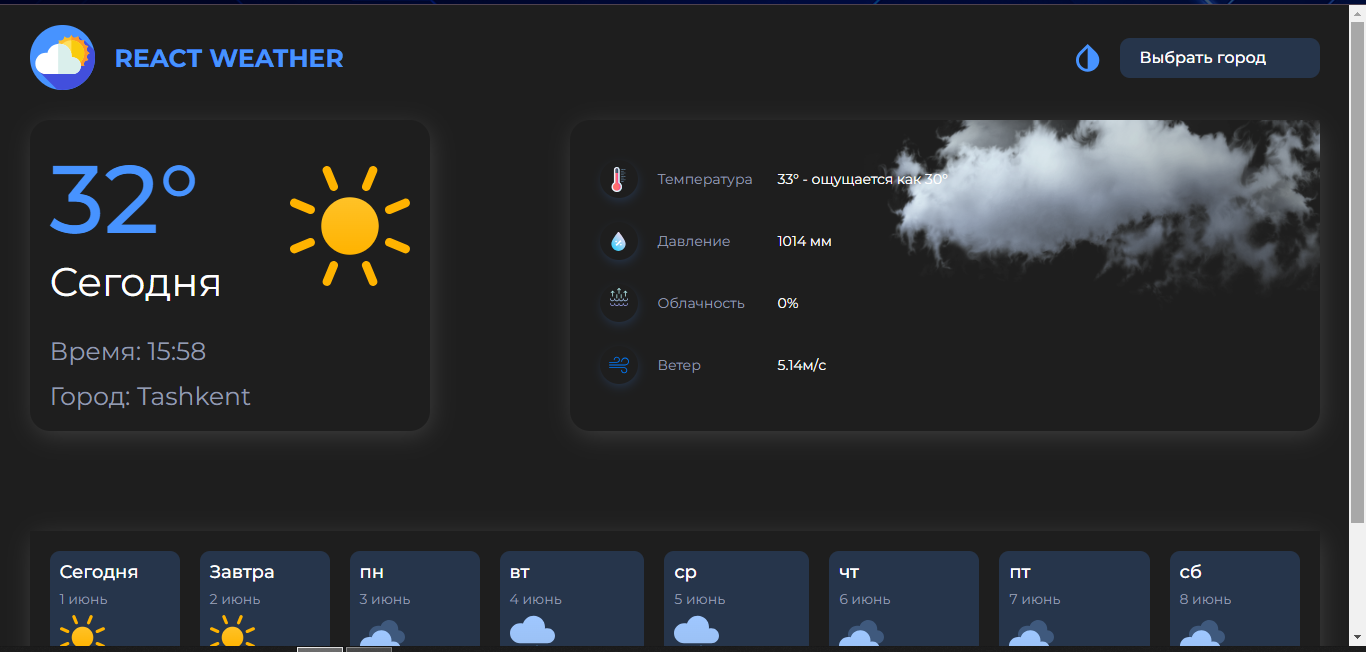 REACT WEATHER
Выбрать город
32°
Сегодня
Время: 15:58
Город: Tashkent
Температура 33° - ощущается как 30°
Давление 1014 мм
Облачность 0%
Ветер 5.14м/с
Сегодня Завтра пн вт ср чт пт сб
1 июнь 2 июнь 3 июнь 4 июнь 5 июнь 6 июнь 7 июнь 8 июнь